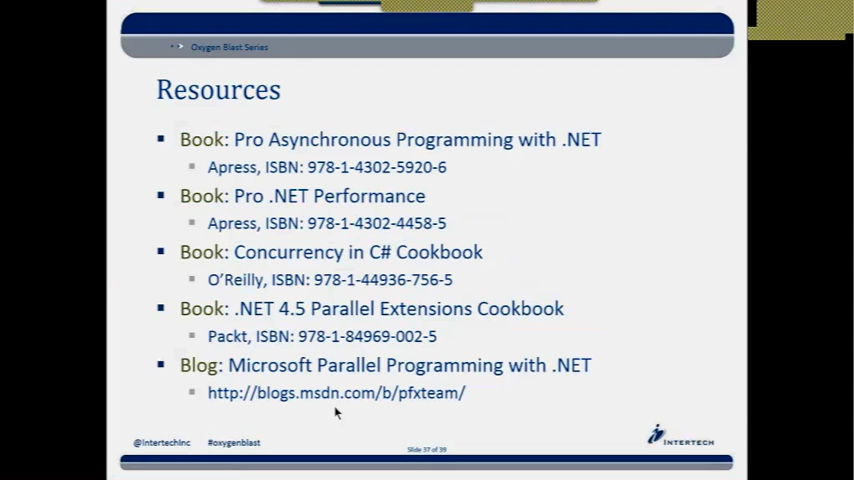 Oxygen Blast Series
Resources
Book: Pro Asynchronous Programming with .NET
Apress, ISBN: 978-1-4302-5920-6
Book: Pro .NET Performance
Apress, ISBN: 978-1-4302-4458-5
Book: Concurrency in C# Cookbook
O'Reilly, ISBN: 978-1-44936-756-5
Book: .NET 4.5 Parallel Extensions Cookbook
Packt, ISBN: 978-1-84969-002-5
Blog: Microsoft Parallel Programming with .NET
http://blogs.msdn.com/b/pfxteam/
@IntertechInc #oxygenblast
Slide 37 of 39
INTERTECH